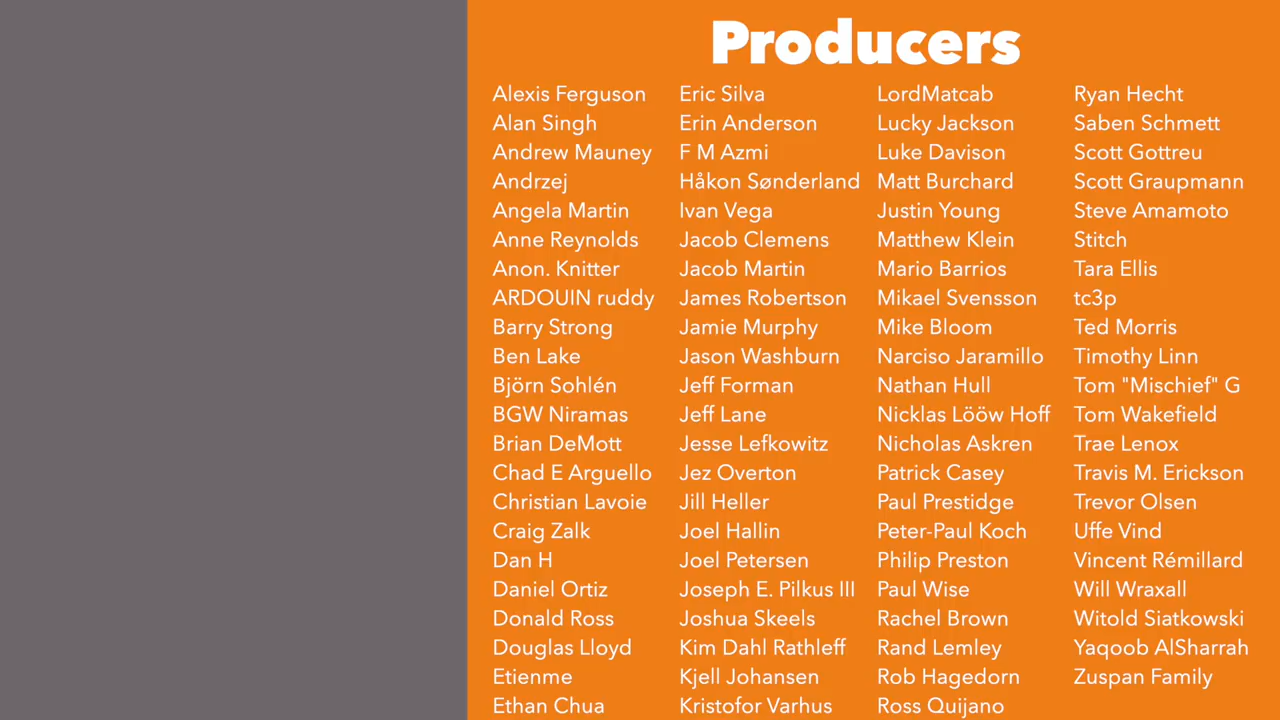 Producers
Alexis Ferguson
Alan Singh
Andrew Mauney
Andrzej
Angela Martin
Anne Reynolds
Anon. Knitter
ARDOUIN ruddy
Barry Strong
Ben Lake
Björn Sohlén
BGW Niramas
Brian DeMott
Chad E Arguello
Christian Lavoie
Craig Zalk
Dan H
Daniel Ortiz
Donald Ross
Douglas Lloyd
Etienme
Ethan Chua
Eric Silva
Erin Anderson
F M Azmi
Håkon Sønderland
Ivan Vega
Jacob Clemens
Jacob Martin
James Robertson
Jamie Murphy
Jason Washburn
Jeff Forman
Jeff Lane
Jesse Lefkowitz
Jez Overton
Jill Heller
Joel Hallin
Joel Petersen
Joseph E. Pilkus III
Joshua Skeels
Kim Dahl Rathleff
Kjell Johansen
Kristofor Varhus
LordMatcab
Lucky Jackson
Luke Davison
Matt Burchard
Justin Young
Matthew Klein
Mario Barrios
Mikael Svensson
Mike Bloom
Narciso Jaramillo
Nathan Hull
Nicklas Lööw Hoff
Nicholas Askren
Patrick Casey
Paul Prestidge
Peter-Paul Koch
Philip Preston
Paul Wise
Rachel Brown
Rand Lemley
Rob Hagedorn
Ross Quijano
Ryan Hecht
Saben Schmett
Scott Gottreu
Scott Graupmann
Steve Amamoto
Stitch
Tara Ellis
tc3p
Ted Morris
Timothy Linn
Tom "Mischief" G
Tom Wakefield
Trae Lenox
Travis M. Erickson
Trevor Olsen
Uffe Vind
Vincent Rémillard
Will Wraxall
Witold Siatkowski
Yaqoob AlSharrah
Zuspan Family